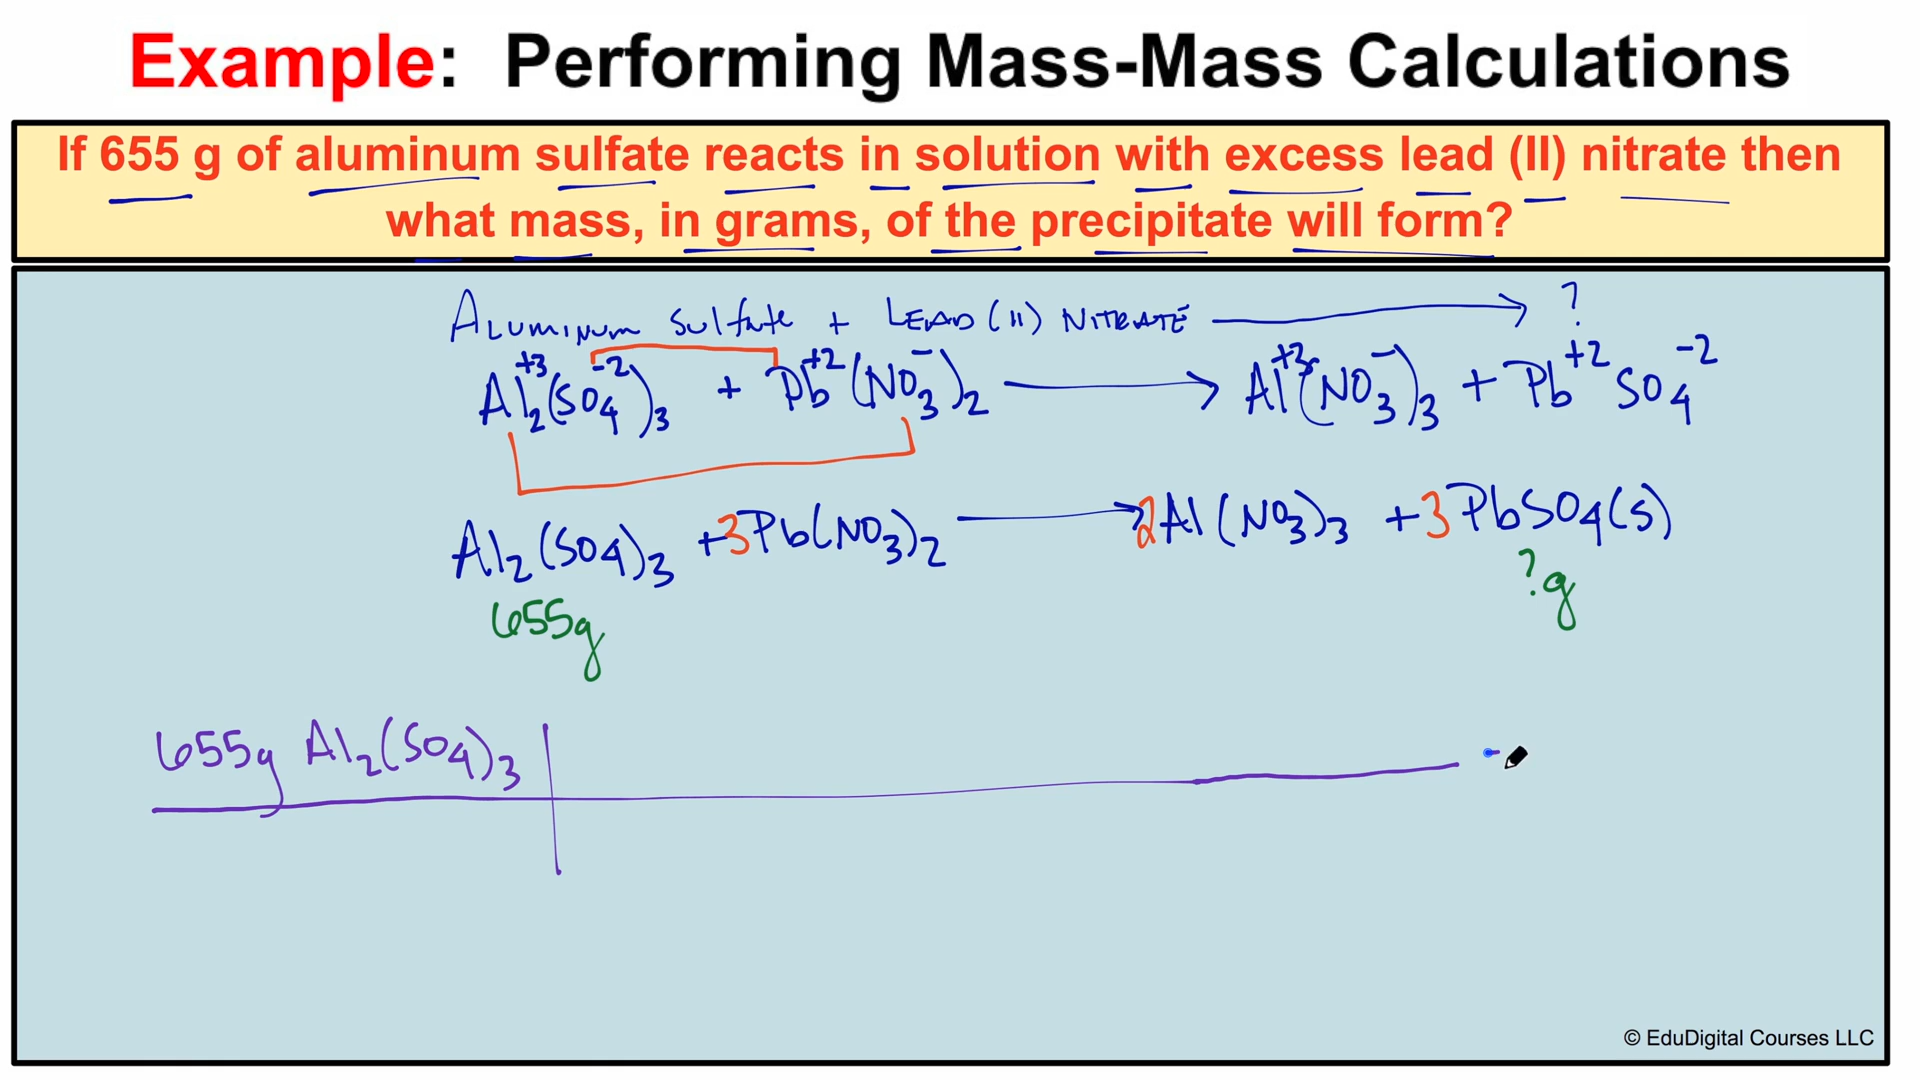 Example: Performing Mass-Mass Calculations
If 655 g of aluminum sulfate reacts in solution with excess lead (II) nitrate then
what mass, in grams, of the precipitate will form?
ALUMINUM Sulfate + LEAD (II) NITRATE → ?
Al₂⁺³(SO₄⁻²)₃ + Pb⁺²(NO₃⁻)₂ → Al⁺³(NO₃⁻)₃ + Pb⁺²SO₄⁻²
Al₂(SO₄)₃ + 3Pb(NO₃)₂ → 2Al(NO₃)₃ + 3PbSO₄(s)
655g ?g
655g Al₂(SO₄)₃
© EduDigital Courses LLC